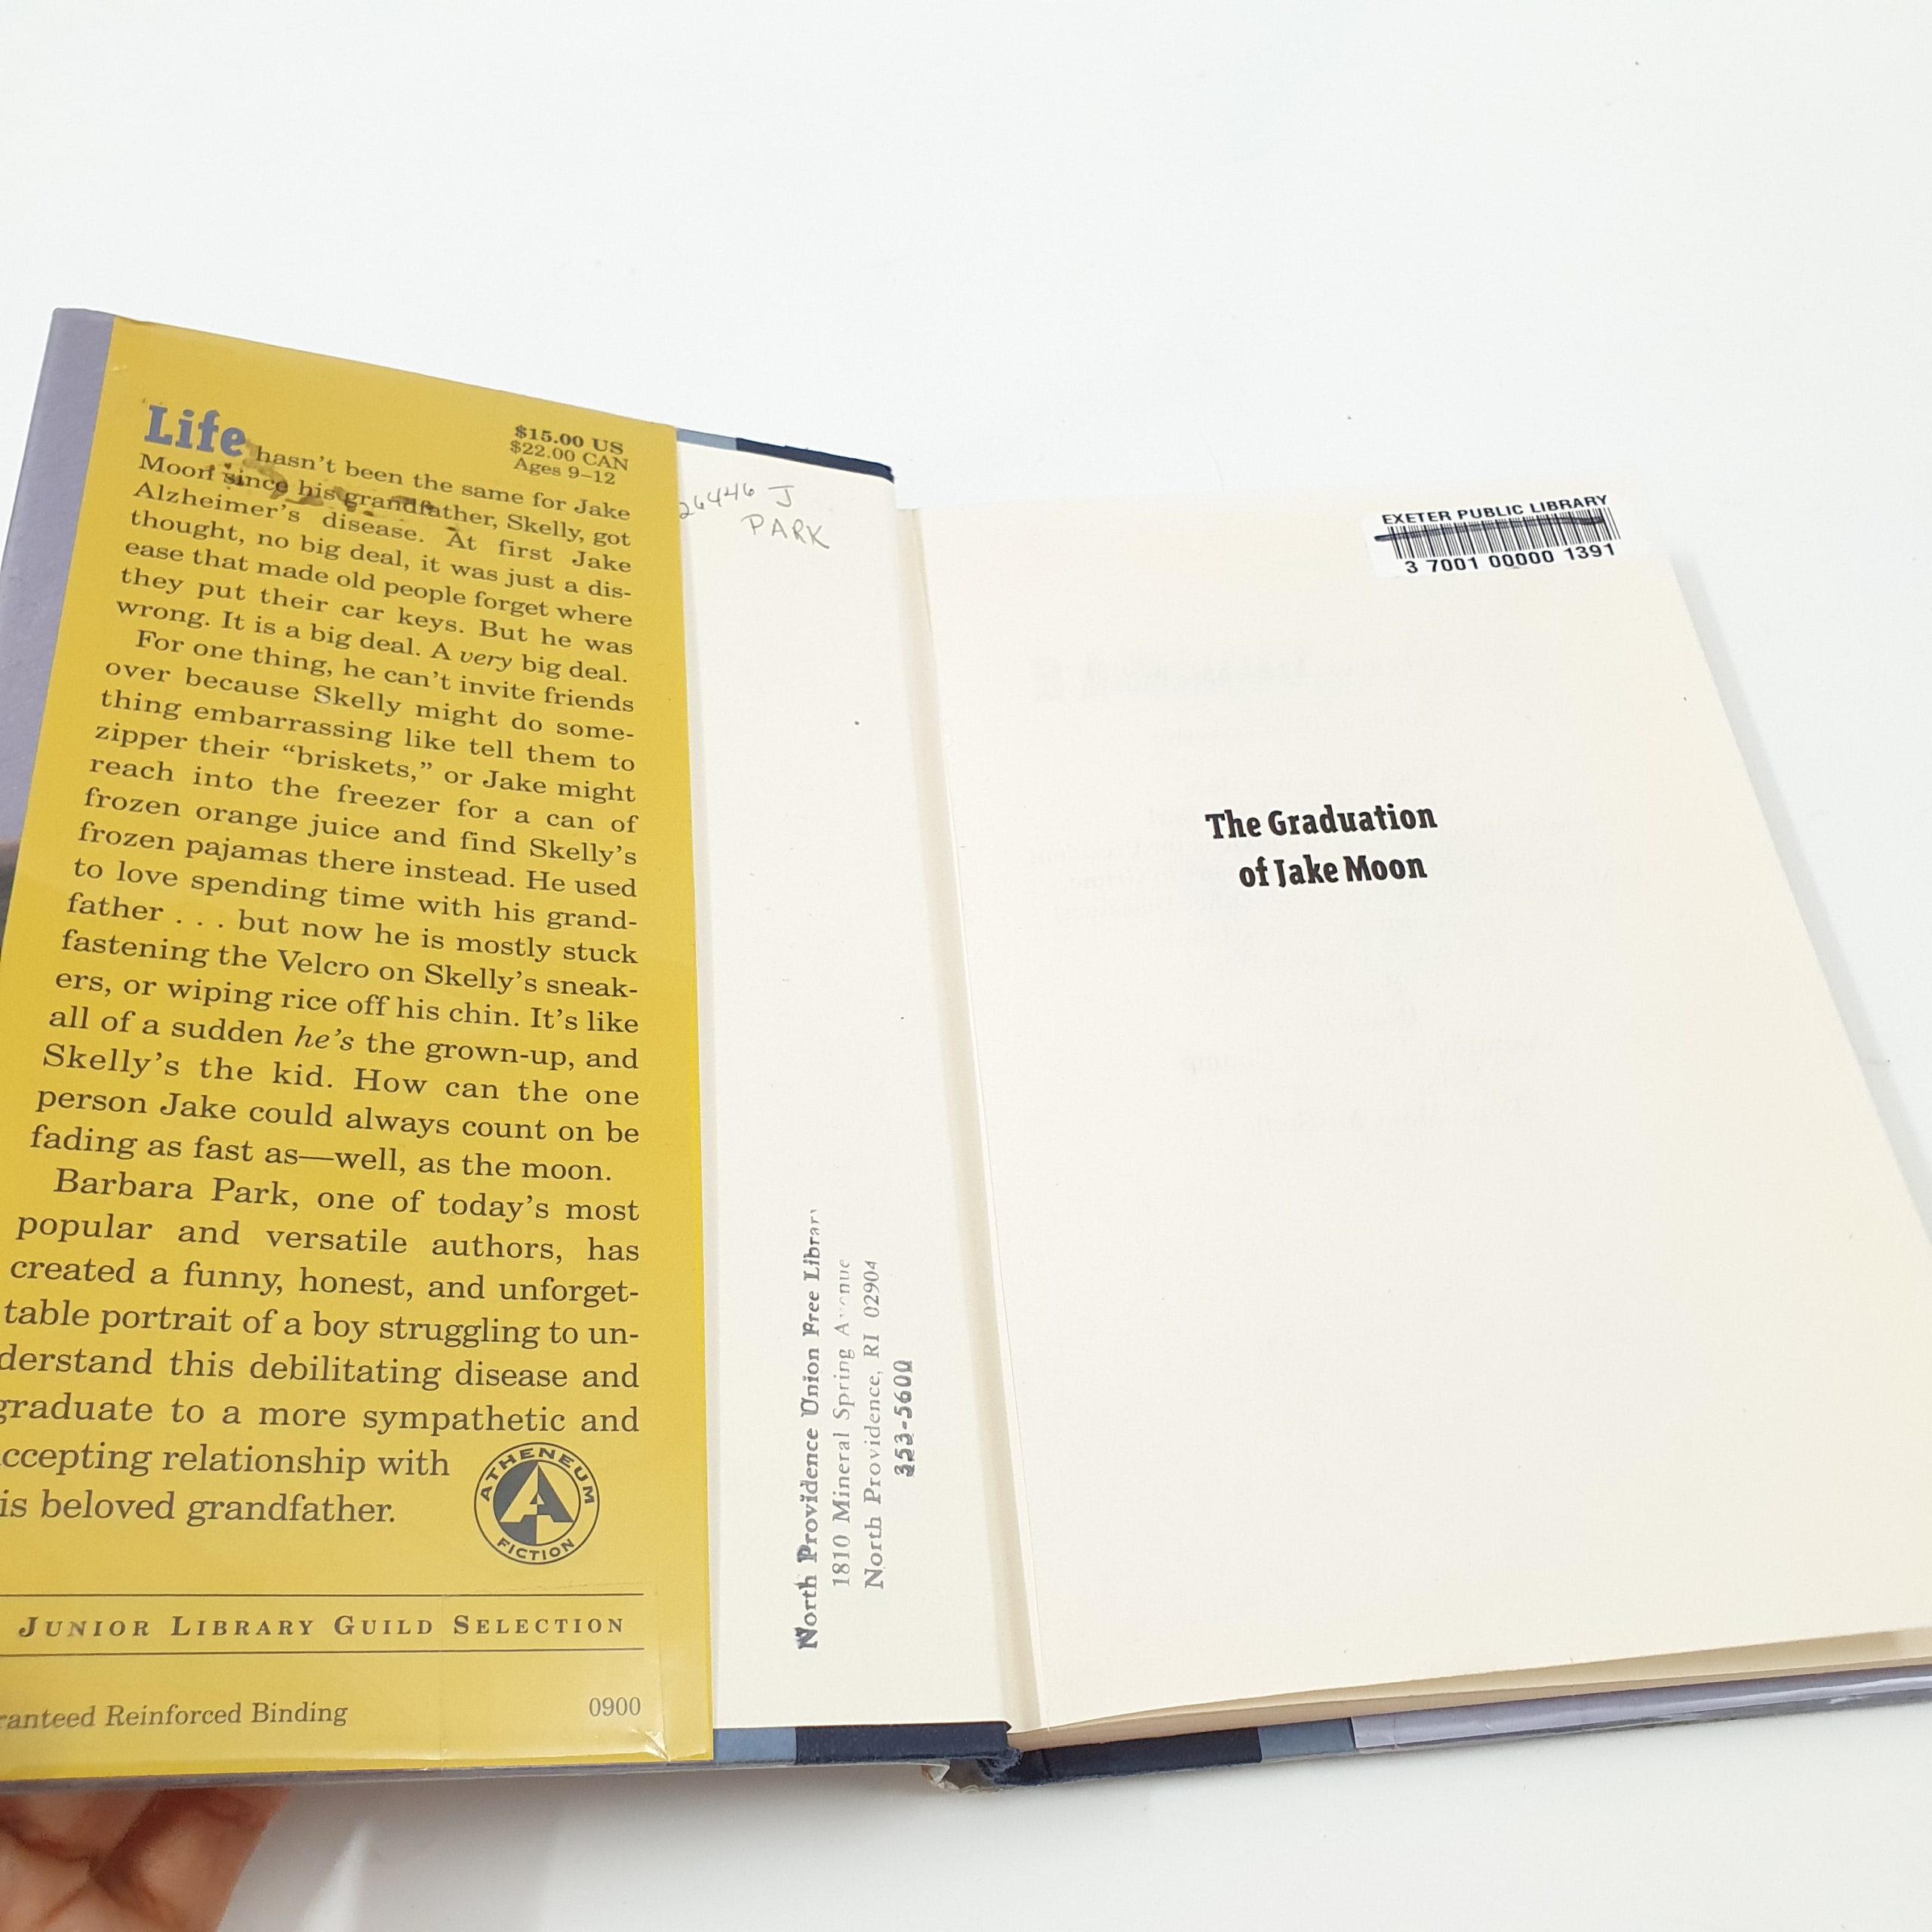 $15.00 US
$22.00 CAN
Ages 9–12
Life hasn't been the same for Jake
Moon since his grandfather, Skelly, got
Alzheimer's disease. At first Jake
thought, no big deal, it was just a dis-
ease that made old people forget where
they put their car keys. But he was
wrong. It is a big deal. A very big deal.
For one thing, he can't invite friends
over because Skelly might do some-
thing embarrassing like tell them to
zipper their “briskets,” or Jake might
reach into the freezer for a can of
frozen orange juice and find Skelly's
frozen pajamas there instead. He used
to love spending time with his grand-
father . . . but now he is mostly stuck
fastening the Velcro on Skelly's sneak-
ers, or wiping rice off his chin. It's like
all of a sudden he's the grown-up, and
Skelly's the kid. How can the one
person Jake could always count on be
fading as fast as—well, as the moon.
Barbara Park, one of today's most
popular and versatile authors, has
created a funny, honest, and unforget-
table portrait of a boy struggling to un-
derstand this debilitating disease and
graduate to a more sympathetic and
ccepting relationship with
is beloved grandfather.
ATHENEUM
A
FICTION
JUNIOR LIBRARY GUILD SELECTION
ranteed Reinforced Binding 0900
26446 J
PARK
North Providence Union Free Library
1810 Mineral Spring Avenue
North Providence, RI 02904
353-5600
EXETER PUBLIC LIBRARY
3 7001 00000 1391
The Graduation
of Jake Moon